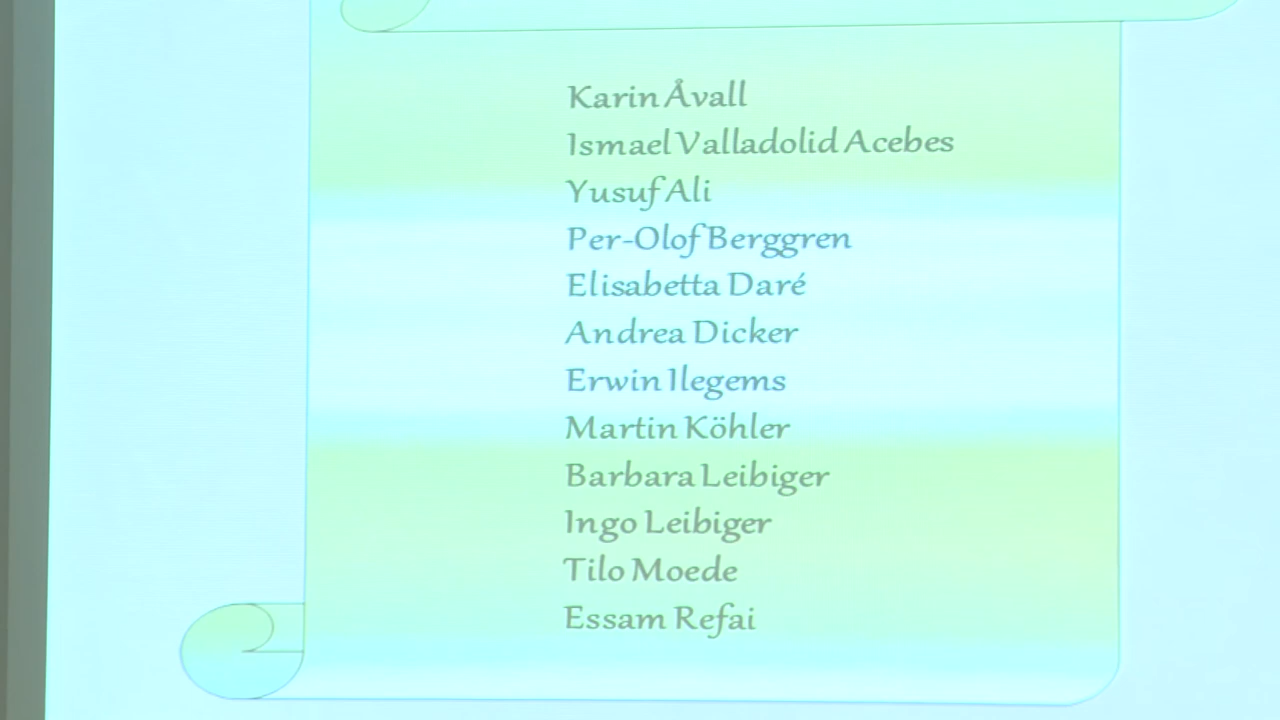 Karin Åvall
Ismael Valladolid Acebes
Yusuf Ali
Per-Olof Berggren
Elisabetta Daré
Andrea Dicker
Erwin Ilegems
Martin Köhler
Barbara Leibiger
Ingo Leibiger
Tilo Moede
Essam Refai